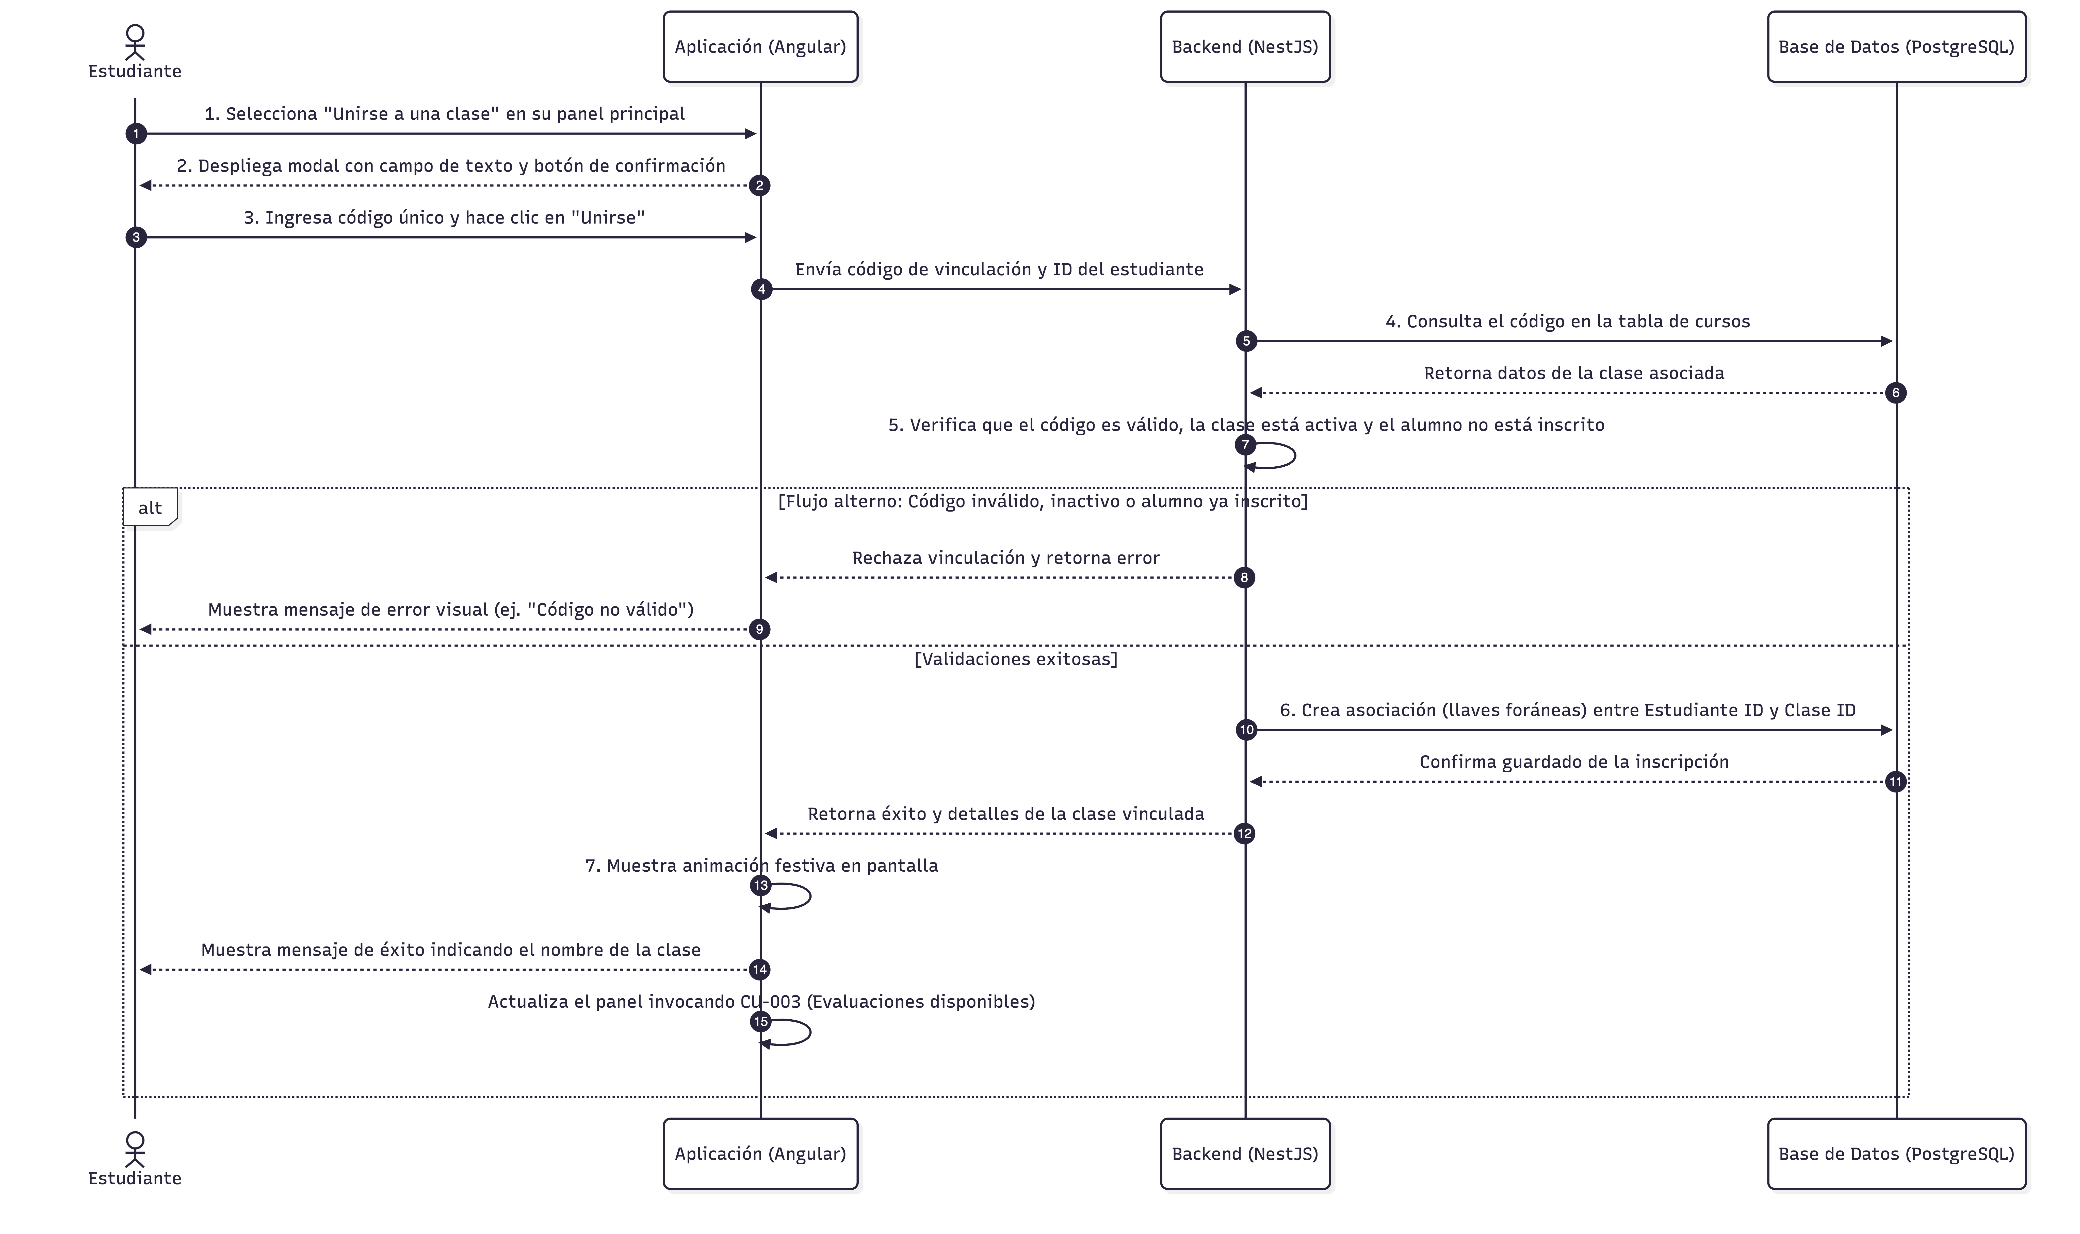 Estudiante
Aplicación (Angular)
Backend (NestJS)
Base de Datos (PostgreSQL)
1. Selecciona "Unirse a una clase" en su panel principal
1
2. Despliega modal con campo de texto y botón de confirmación
2
3. Ingresa código único y hace clic en "Unirse"
3
Envía código de vinculación y ID del estudiante
4
4. Consulta el código en la tabla de cursos
5
Retorna datos de la clase asociada
6
5. Verifica que el código es válido, la clase está activa y el alumno no está inscrito
7
alt
[Flujo alterno: Código inválido, inactivo o alumno ya inscrito]
Rechaza vinculación y retorna error
8
Muestra mensaje de error visual (ej. "Código no válido")
9
[Validaciones exitosas]
6. Crea asociación (llaves foráneas) entre Estudiante ID y Clase ID
10
Confirma guardado de la inscripción
11
Retorna éxito y detalles de la clase vinculada
12
7. Muestra animación festiva en pantalla
13
Muestra mensaje de éxito indicando el nombre de la clase
14
Actualiza el panel invocando CU-003 (Evaluaciones disponibles)
15
Estudiante
Aplicación (Angular)
Backend (NestJS)
Base de Datos (PostgreSQL)